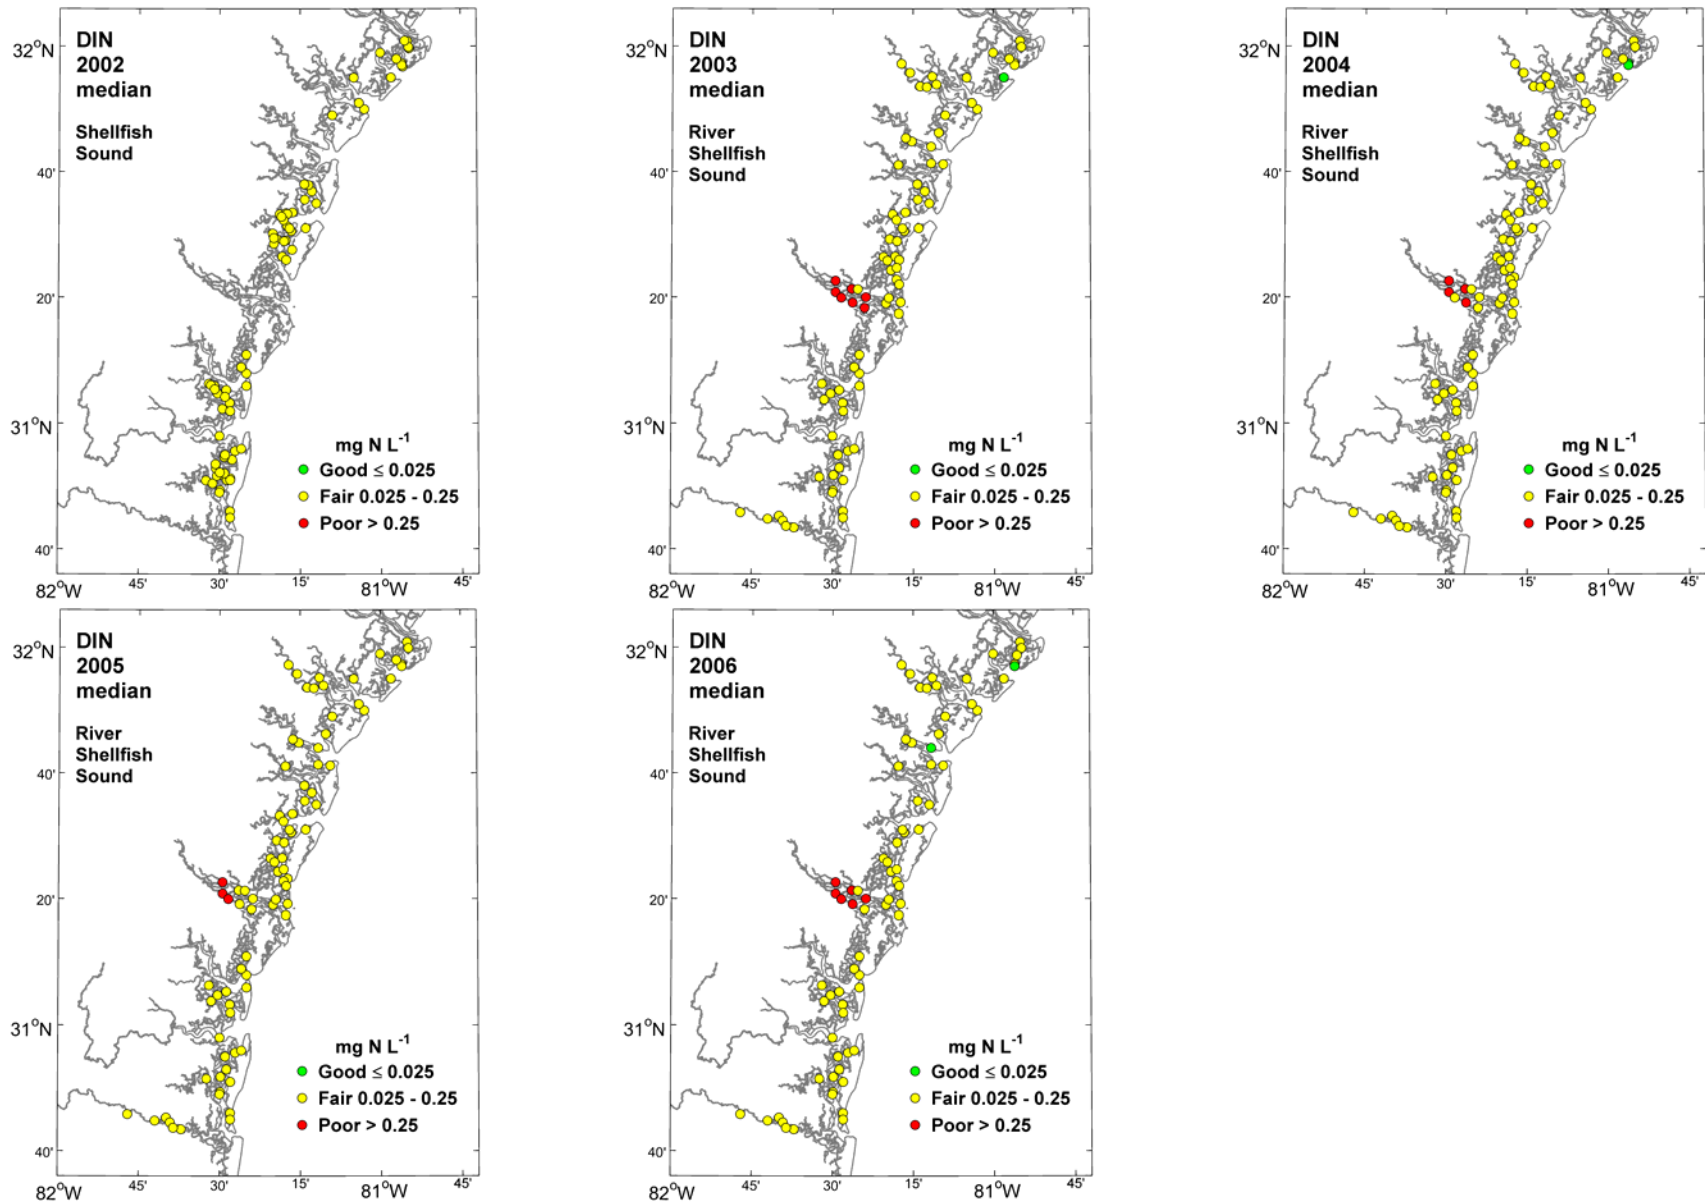 DIN
2002
median
Shellfish
Sound
32°N
40'
20'
31°N
40'
mg N L⁻¹
Good ≤ 0.025
Fair 0.025 - 0.25
Poor > 0.25
82°W 45' 30' 15' 81°W 45'
DIN
2003
median
River
Shellfish
Sound
32°N
40'
20'
31°N
40'
mg N L⁻¹
Good ≤ 0.025
Fair 0.025 - 0.25
Poor > 0.25
82°W 45' 30' 15' 81°W 45'
DIN
2004
median
River
Shellfish
Sound
32°N
40'
20'
31°N
40'
mg N L⁻¹
Good ≤ 0.025
Fair 0.025 - 0.25
Poor > 0.25
82°W 45' 30' 15' 81°W 45'
DIN
2005
median
River
Shellfish
Sound
32°N
40'
20'
31°N
40'
mg N L⁻¹
Good ≤ 0.025
Fair 0.025 - 0.25
Poor > 0.25
82°W 45' 30' 15' 81°W 45'
DIN
2006
median
River
Shellfish
Sound
32°N
40'
20'
31°N
40'
mg N L⁻¹
Good ≤ 0.025
Fair 0.025 - 0.25
Poor > 0.25
82°W 45' 30' 15' 81°W 45'